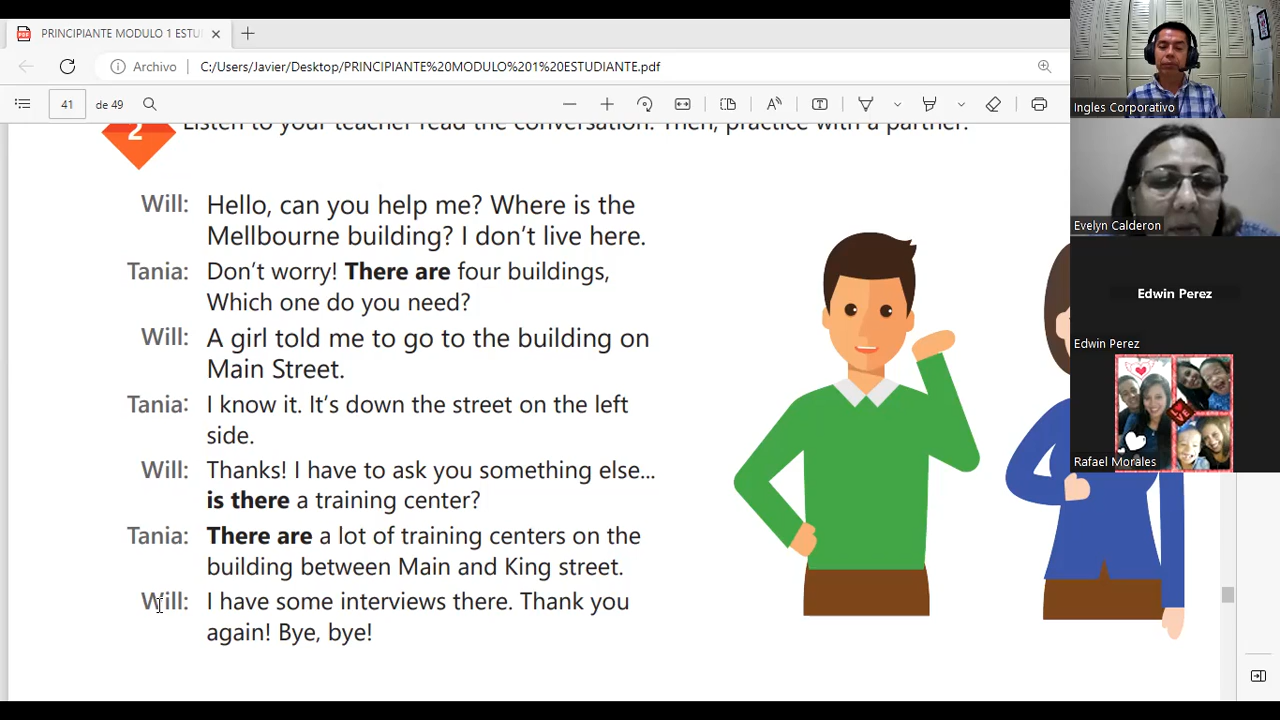 PRINCIPIANTE MODULO 1 ESTU
Archivo
C:/Users/Javier/Desktop/PRINCIPIANTE%20MODULO%201%20ESTUDIANTE.pdf
41
de 49
2 Listen to your teacher read the conversation. Then, practice with a partner.
Will: Hello, can you help me? Where is the
Mellbourne building? I don't live here.
Tania: Don't worry! There are four buildings,
Which one do you need?
Will: A girl told me to go to the building on
Main Street.
Tania: I know it. It's down the street on the left
side.
Will: Thanks! I have to ask you something else...
is there a training center?
Tania: There are a lot of training centers on the
building between Main and King street.
Will: I have some interviews there. Thank you
again! Bye, bye!
Ingles Corporativo
Evelyn Calderon
Edwin Perez
Edwin Perez
LOVE
Rafael Morales